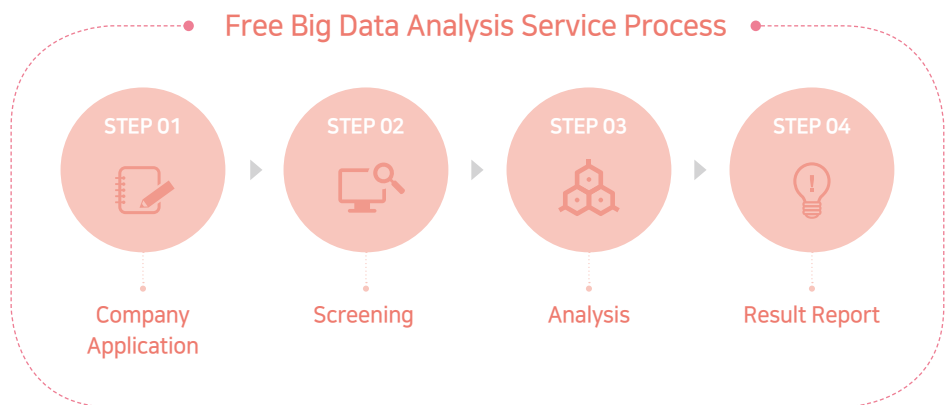 Free Big Data Analysis Service Process
STEP 01
STEP 02
STEP 03
STEP 04
Company
Application
Screening
Analysis
Result Report